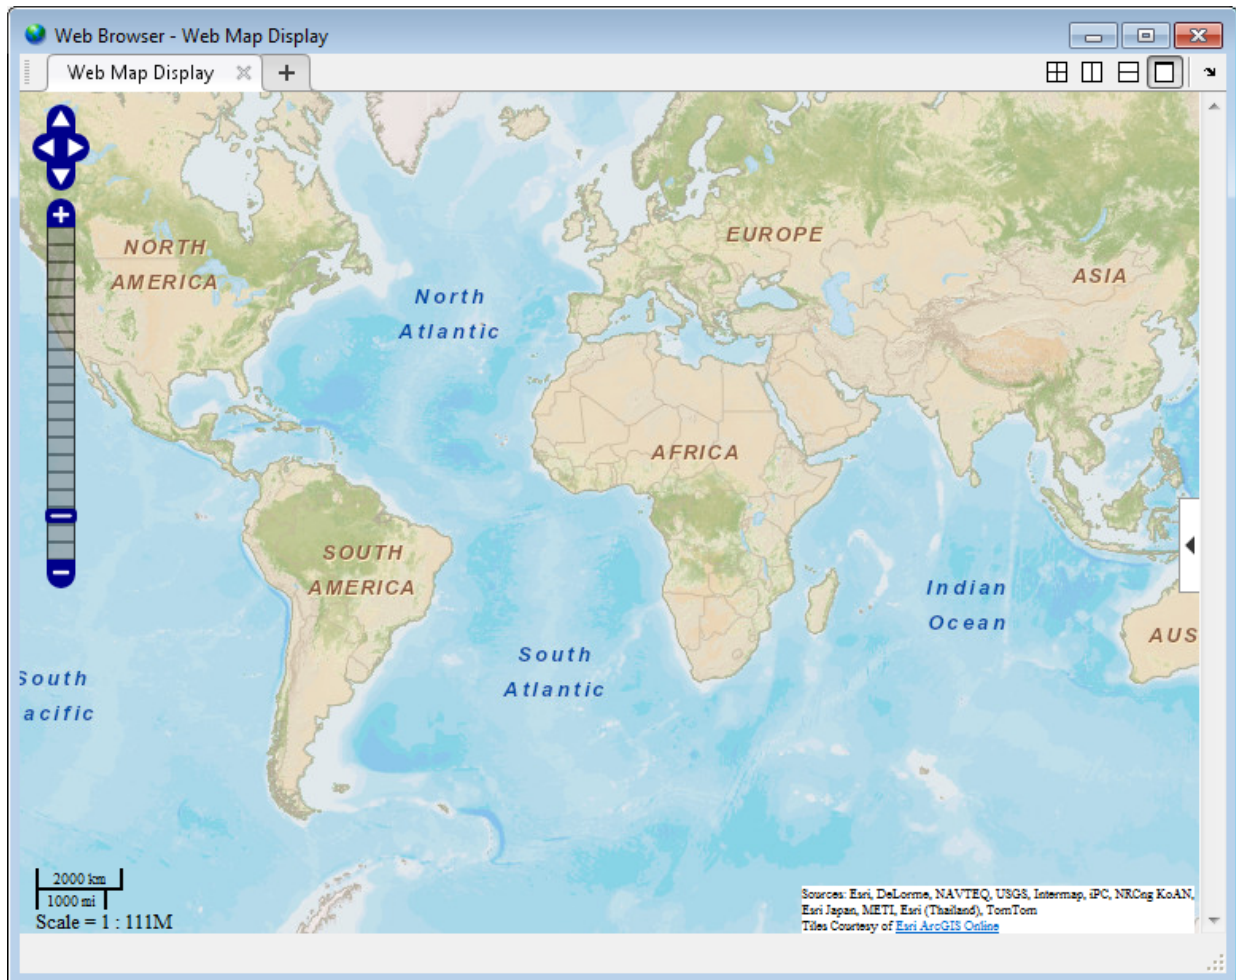 Web Browser - Web Map Display
Web Map Display
NORTH
AMERICA
North
Atlantic
EUROPE
ASIA
AFRICA
SOUTH
AMERICA
Indian
Ocean
AUS
South
Atlantic
South
acific
2000 km
1000 mi
Scale = 1 : 111M
Sources: Esri, DeLorme, NAVTEQ, USGS, Intermap, iPC, NRCng KoAN,
Esri Japan, METI, Esri (Thailand), TomTom
Tiles Courtesy of Esri ArcGIS Online